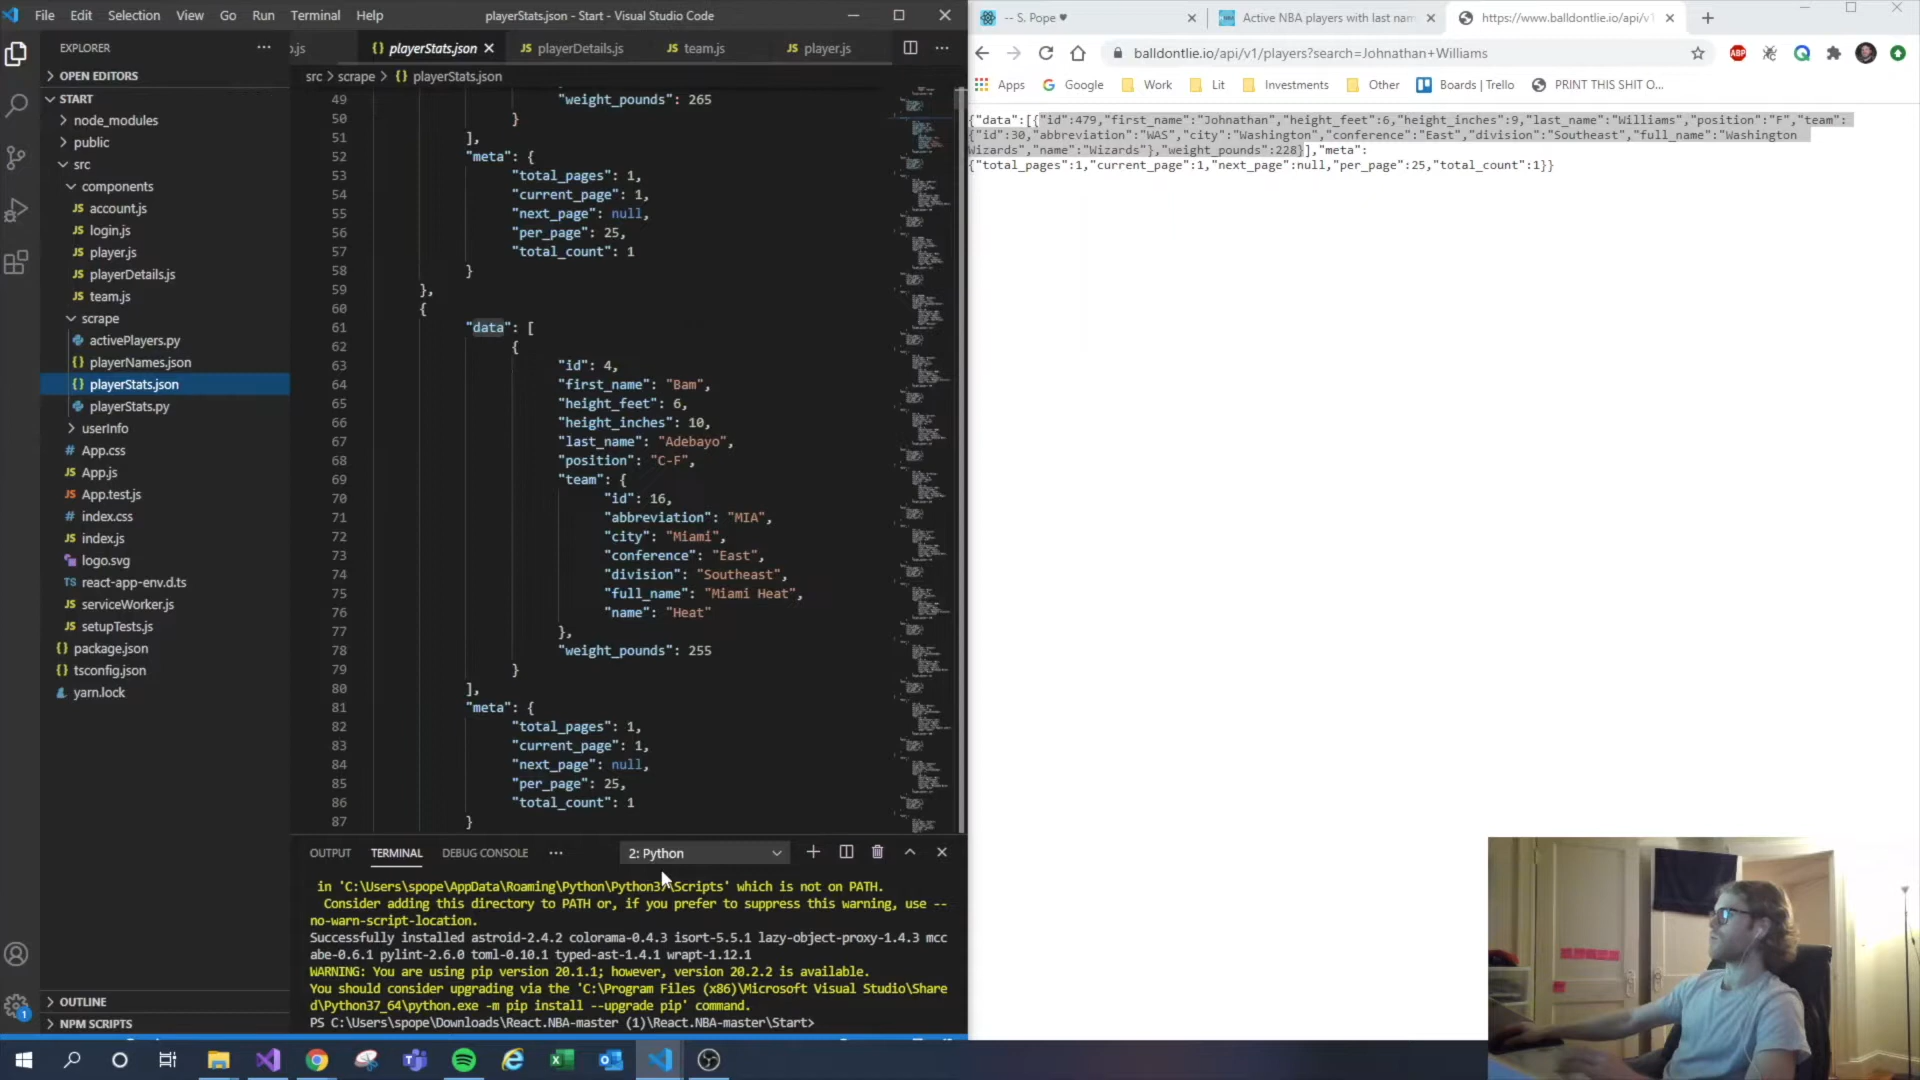 File Edit Selection View Go Run Terminal Help
playerStats.json - Start - Visual Studio Code
EXPLORER
OPEN EDITORS
START
node_modules
public
src
components
account.js
login.js
player.js
playerDetails.js
team.js
scrape
activePlayers.py
playerNames.json
playerStats.json
playerStats.py
userInfo
App.css
App.js
App.test.js
index.css
index.js
logo.svg
react-app-env.d.ts
serviceWorker.js
setupTests.js
package.json
tsconfig.json
yarn.lock
OUTLINE
NPM SCRIPTS
playerStats.json playerDetails.js team.js player.js
src > scrape > {} playerStats.json
49 "weight_pounds": 265
50 }
51 ],
52 "meta": {
53 "total_pages": 1,
54 "current_page": 1,
55 "next_page": null,
56 "per_page": 25,
57 "total_count": 1
58 }
59 },
60 {
61 "data": [
62 {
63 "id": 4,
64 "first_name": "Bam",
65 "height_feet": 6,
66 "height_inches": 10,
67 "last_name": "Adebayo",
68 "position": "C-F",
69 "team": {
70 "id": 16,
71 "abbreviation": "MIA",
72 "city": "Miami",
73 "conference": "East",
74 "division": "Southeast",
75 "full_name": "Miami Heat",
76 "name": "Heat"
77 },
78 "weight_pounds": 255
79 }
80 ],
81 "meta": {
82 "total_pages": 1,
83 "current_page": 1,
84 "next_page": null,
85 "per_page": 25,
86 "total_count": 1
87 }
OUTPUT TERMINAL DEBUG CONSOLE ··· 2: Python
in 'C:\Users\spope\AppData\Roaming\Python\Python37\Scripts' which is not on PATH.
Consider adding this directory to PATH or, if you prefer to suppress this warning, use --
no-warn-script-location.
Successfully installed astroid-2.4.2 colorama-0.4.3 isort-5.5.1 lazy-object-proxy-1.4.3 mcc
abe-0.6.1 pylint-2.6.0 toml-0.10.1 typed-ast-1.4.1 wrapt-1.12.1
WARNING: You are using pip version 20.1.1; however, version 20.2.2 is available.
You should consider upgrading via the 'C:\Program Files (x86)\Microsoft Visual Studio\Share
d\Python37_64\python.exe -m pip install --upgrade pip' command.
PS C:\Users\spope\Downloads\React.NBA-master (1)\React.NBA-master\Start>
-- S. Pope ♥ Active NBA players with last nam https://www.balldontlie.io/api/v1
balldontlie.io/api/v1/players?search=Johnathan+Williams
ABP
Apps Google Work Lit Investments Other Boards | Trello PRINT THIS SHIT O...
{"data":[{"id":479,"first_name":"Johnathan","height_feet":6,"height_inches":9,"last_name":"Williams","position":"F","team":
{"id":30,"abbreviation":"WAS","city":"Washington","conference":"East","division":"Southeast","full_name":"Washington
Wizards","name":"Wizards"},"weight_pounds":228}],"meta":
{"total_pages":1,"current_page":1,"next_page":null,"per_page":25,"total_count":1}}